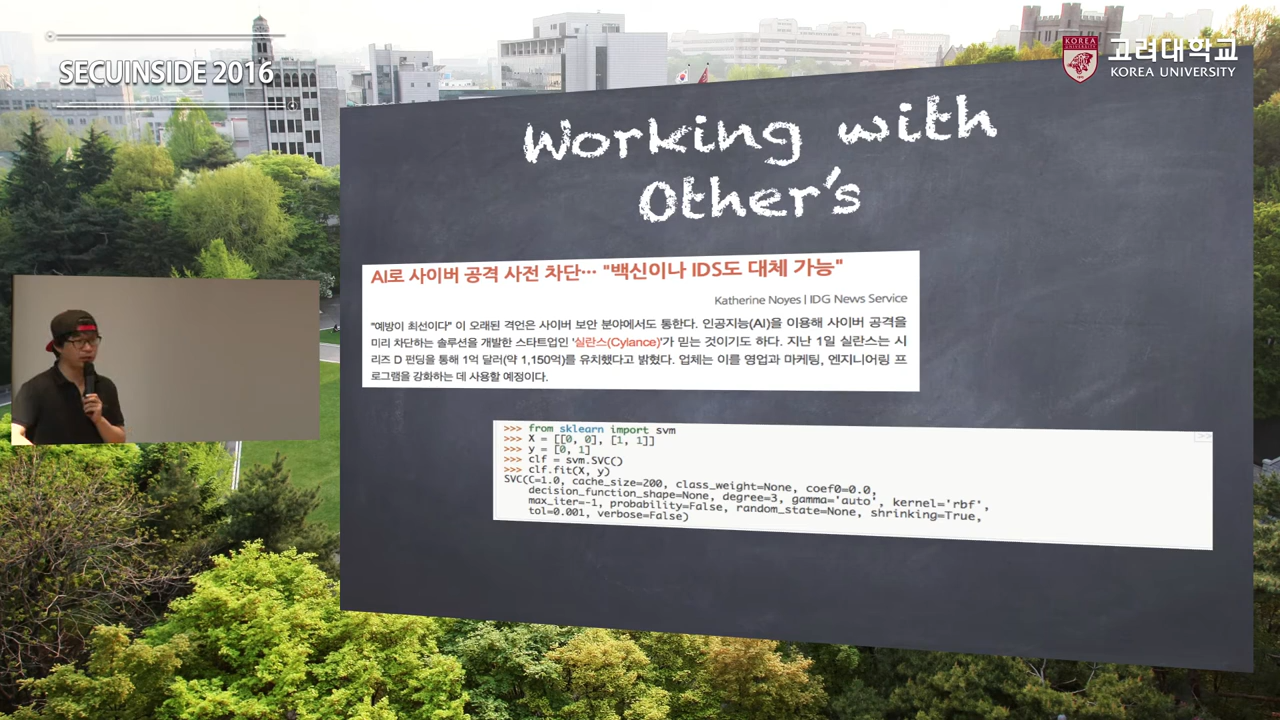 SECUINSIDE 2016
KOREA
UNIVERSITY
고려대학교
KOREA UNIVERSITY
Working with
Other's
AI로 사이버 공격 사전 차단… "백신이나 IDS도 대체 가능"
Katherine Noyes | IDG News Service
"예방이 최선이다" 이 오래된 격언은 사이버 보안 분야에서도 통한다. 인공지능(AI)을 이용해 사이버 공격을
미리 차단하는 솔루션을 개발한 스타트업인 '실란스(Cylance)'가 믿는 것이기도 하다. 지난 1일 실란스는 시
리즈 D 펀딩을 통해 1억 달러(약 1,150억)를 유치했다고 밝혔다. 업체는 이를 영업과 마케팅, 엔지니어링 프
로그램을 강화하는 데 사용할 예정이다.
>>> from sklearn import svm
>>> X = [[0, 0], [1, 1]]
>>> y = [0, 1]
>>> clf = svm.SVC()
>>> clf.fit(X, y)
SVC(C=1.0, cache_size=200, class_weight=None, coef0=0.0,
decision_function_shape=None, degree=3, gamma='auto', kernel='rbf',
max_iter=-1, probability=False, random_state=None, shrinking=True,
tol=0.001, verbose=False)
>>